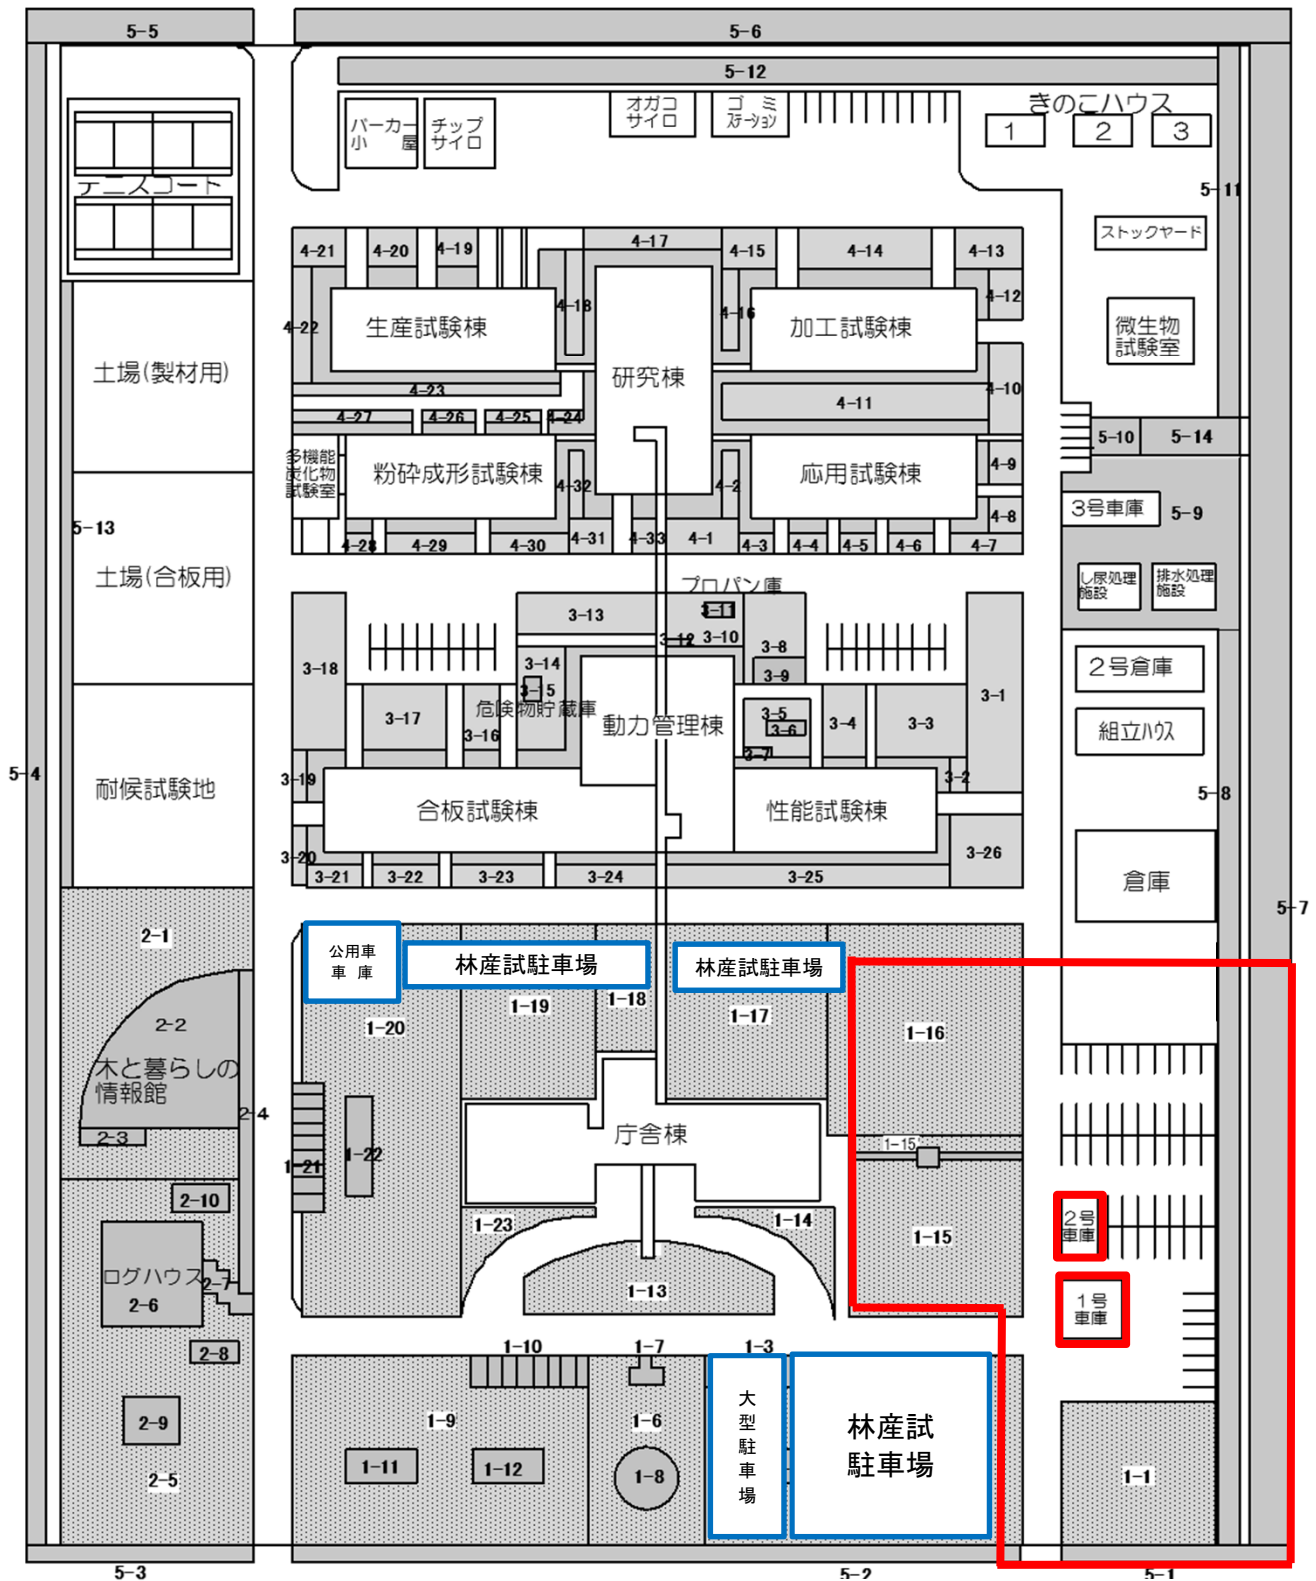 5-5
5-6
5-12
バーカー
小　屋
チップ
サイロ
オガコ
サイロ
ゴ ミ
ステーション
きのこハウス
1
2
3
テニスコート
5-11
ストックヤード
4-21
4-20
4-19
4-17
4-15
4-14
4-13
4-18
4-16
4-12
4-22
生産試験棟
加工試験棟
微生物
試験室
土場(製材用)
研究棟
4-23
4-10
4-11
4-27
4-26
4-25
4-24
5-10
5-14
多機能
炭化物
試験室
粉砕成形試験棟
4-32
4-2
応用試験棟
4-9
3号車庫
5-9
5-13
4-8
4-28
4-29
4-30
4-31
4-33
4-1
4-3
4-4
4-5
4-6
4-7
土場(合板用)
プロパン庫
し尿処理
施設
排水処理
施設
3-11
3-13
3-12
3-10
3-8
3-18
3-14
3-9
2号倉庫
3-15
3-1
危険物貯蔵庫
3-17
3-16
動力管理棟
3-5
3-6
3-7
3-4
3-3
組立ハウス
5-4
3-19
3-2
耐候試験地
5-8
合板試験棟
性能試験棟
3-20
3-26
3-21
3-22
3-23
3-24
3-25
倉庫
5-7
2-1
公用車
車　庫
林産試駐車場
林産試駐車場
1-19
1-18
1-17
2-2
1-20
1-16
木と暮らしの
情報館
2-4
2-3
庁舎棟
1-15
1-21
1-22
2-10
1-23
1-14
1-15
2号
車庫
ログハウス
2-7
2-6
1-13
1号
車庫
2-8
1-10
1-7
1-3
2-9
1-9
1-6
大
型
駐
車
場
林産試
駐車場
2-5
1-11
1-12
1-8
1-1
5-3
5-2
5-1